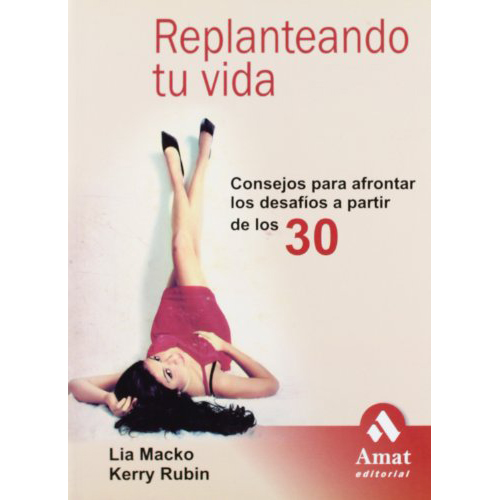 Replanteando
tu vida
Consejos para afrontar
los desafíos a partir
de los 30
Lia Macko
Kerry Rubin
Amat
editorial